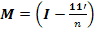 M = (I − 11′/n)